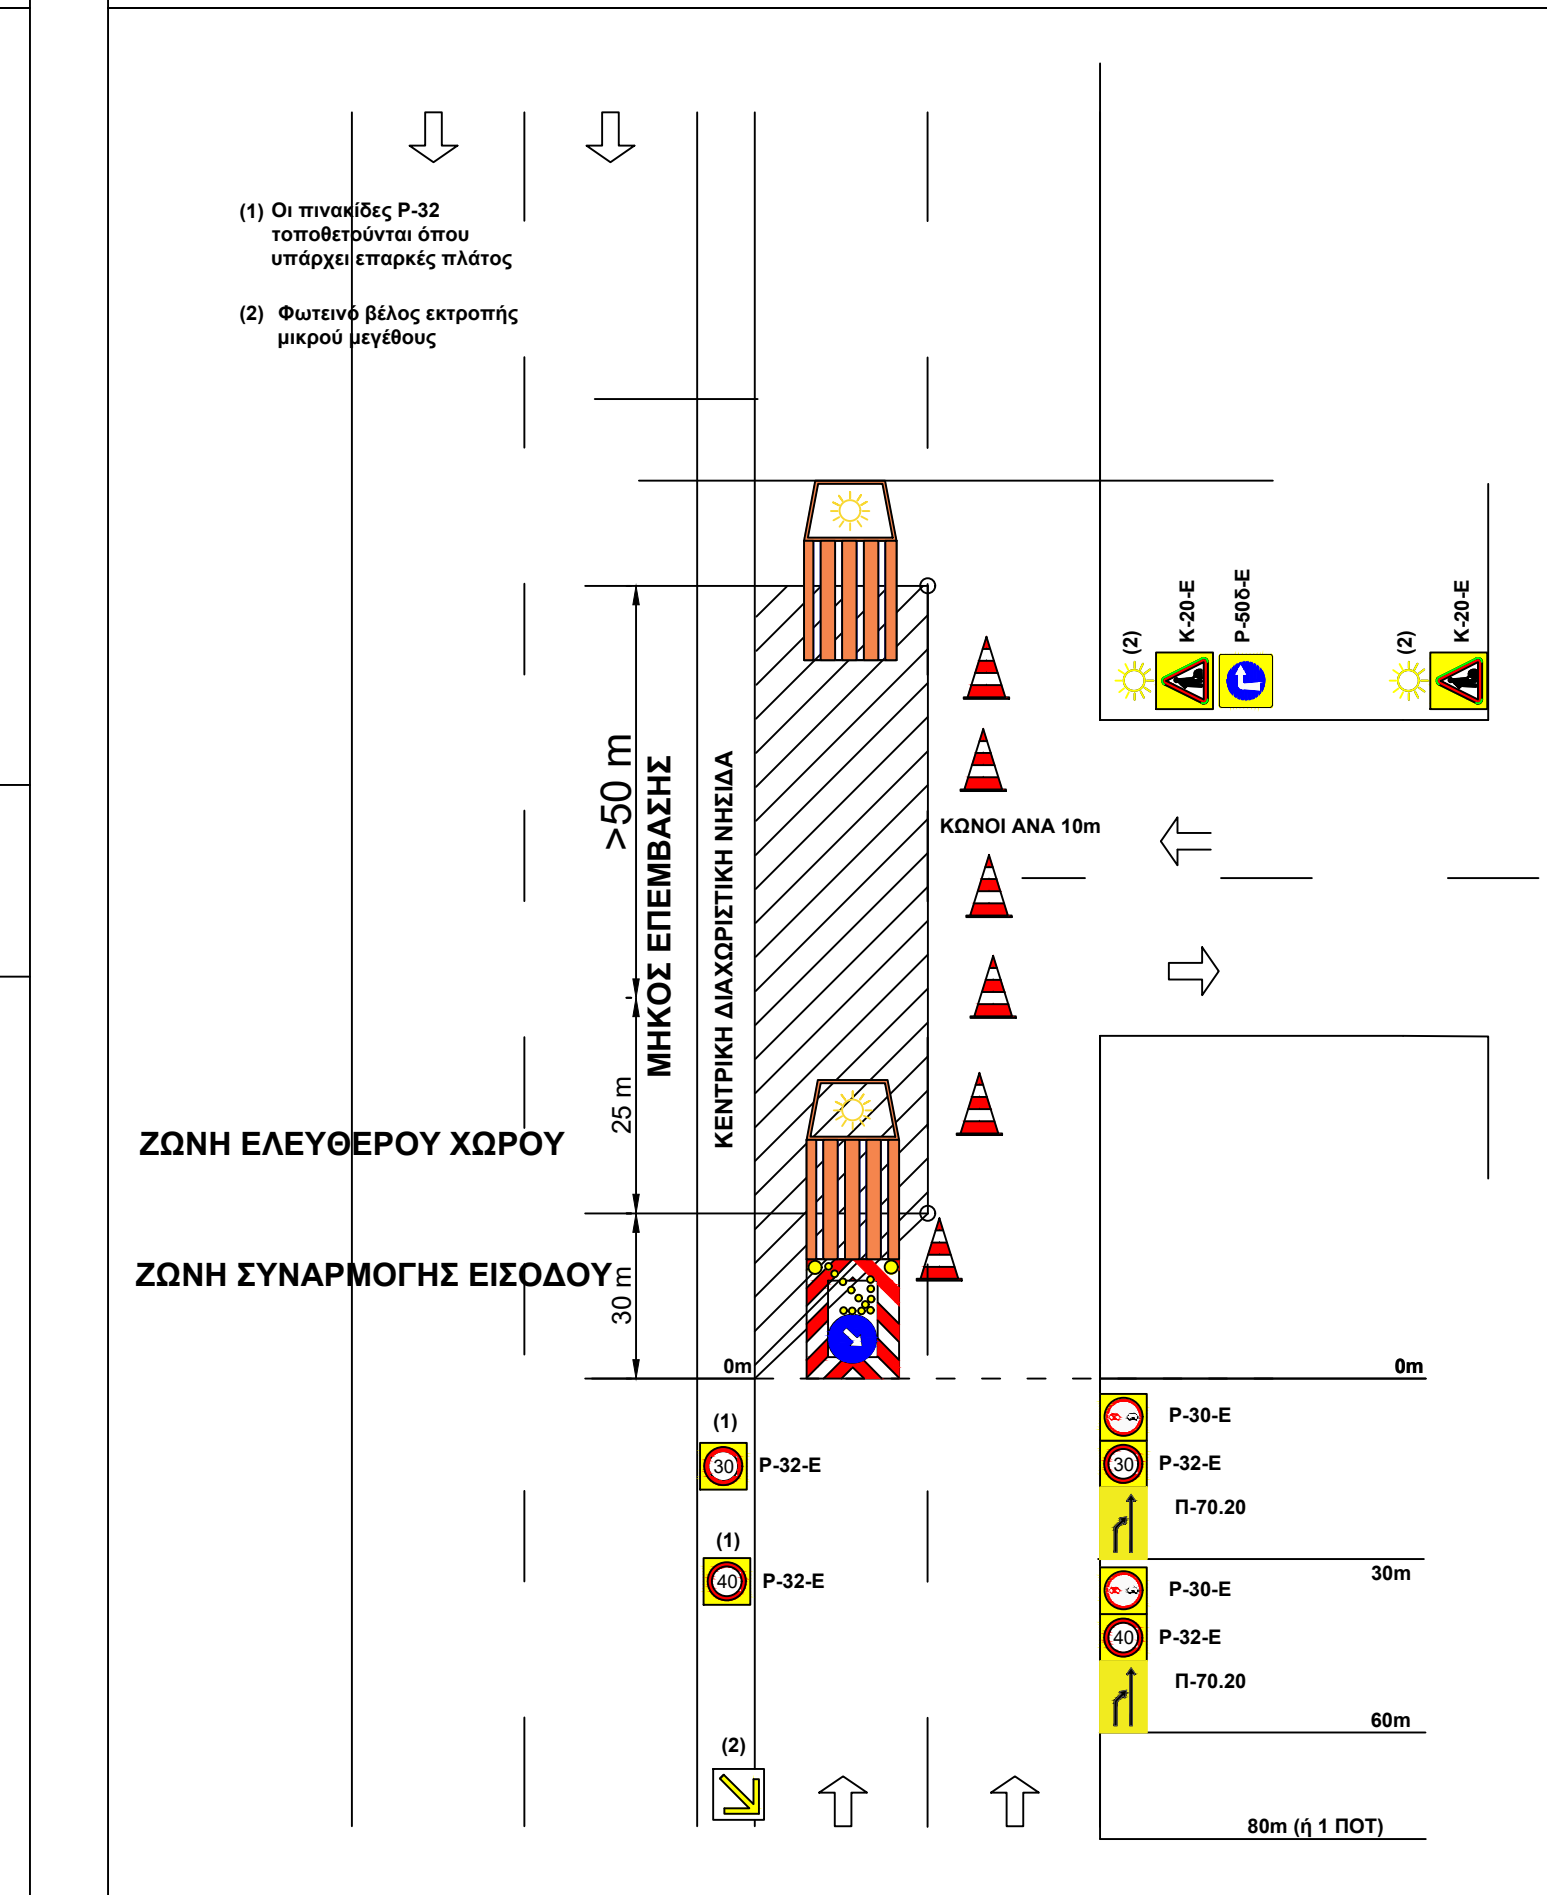 (1) Οι πινακίδες Ρ-32
τοποθετούνται όπου
υπάρχει επαρκές πλάτος
(2) Φωτεινό βέλος εκτροπής
μικρού μεγέθους
(2)
Κ-20-Ε
Ρ-50δ-Ε
(2)
Κ-20-Ε
>50 m
ΜΗΚΟΣ ΕΠΕΜΒΑΣΗΣ
ΚΕΝΤΡΙΚΗ ΔΙΑΧΩΡΙΣΤΙΚΗ ΝΗΣΙΔΑ
ΚΩΝΟΙ ΑΝΑ 10m
25 m
ΖΩΝΗ ΕΛΕΥΘΕΡΟΥ ΧΩΡΟΥ
ΖΩΝΗ ΣΥΝΑΡΜΟΓΗΣ ΕΙΣΟΔΟΥ
30 m
0m
0m
(1)
30 Ρ-32-Ε
Ρ-30-Ε
30 Ρ-32-Ε
Π-70.20
(1)
40 Ρ-32-Ε
30m
Ρ-30-Ε
40 Ρ-32-Ε
Π-70.20
60m
(2)
80m (ή 1 ΠΟΤ)